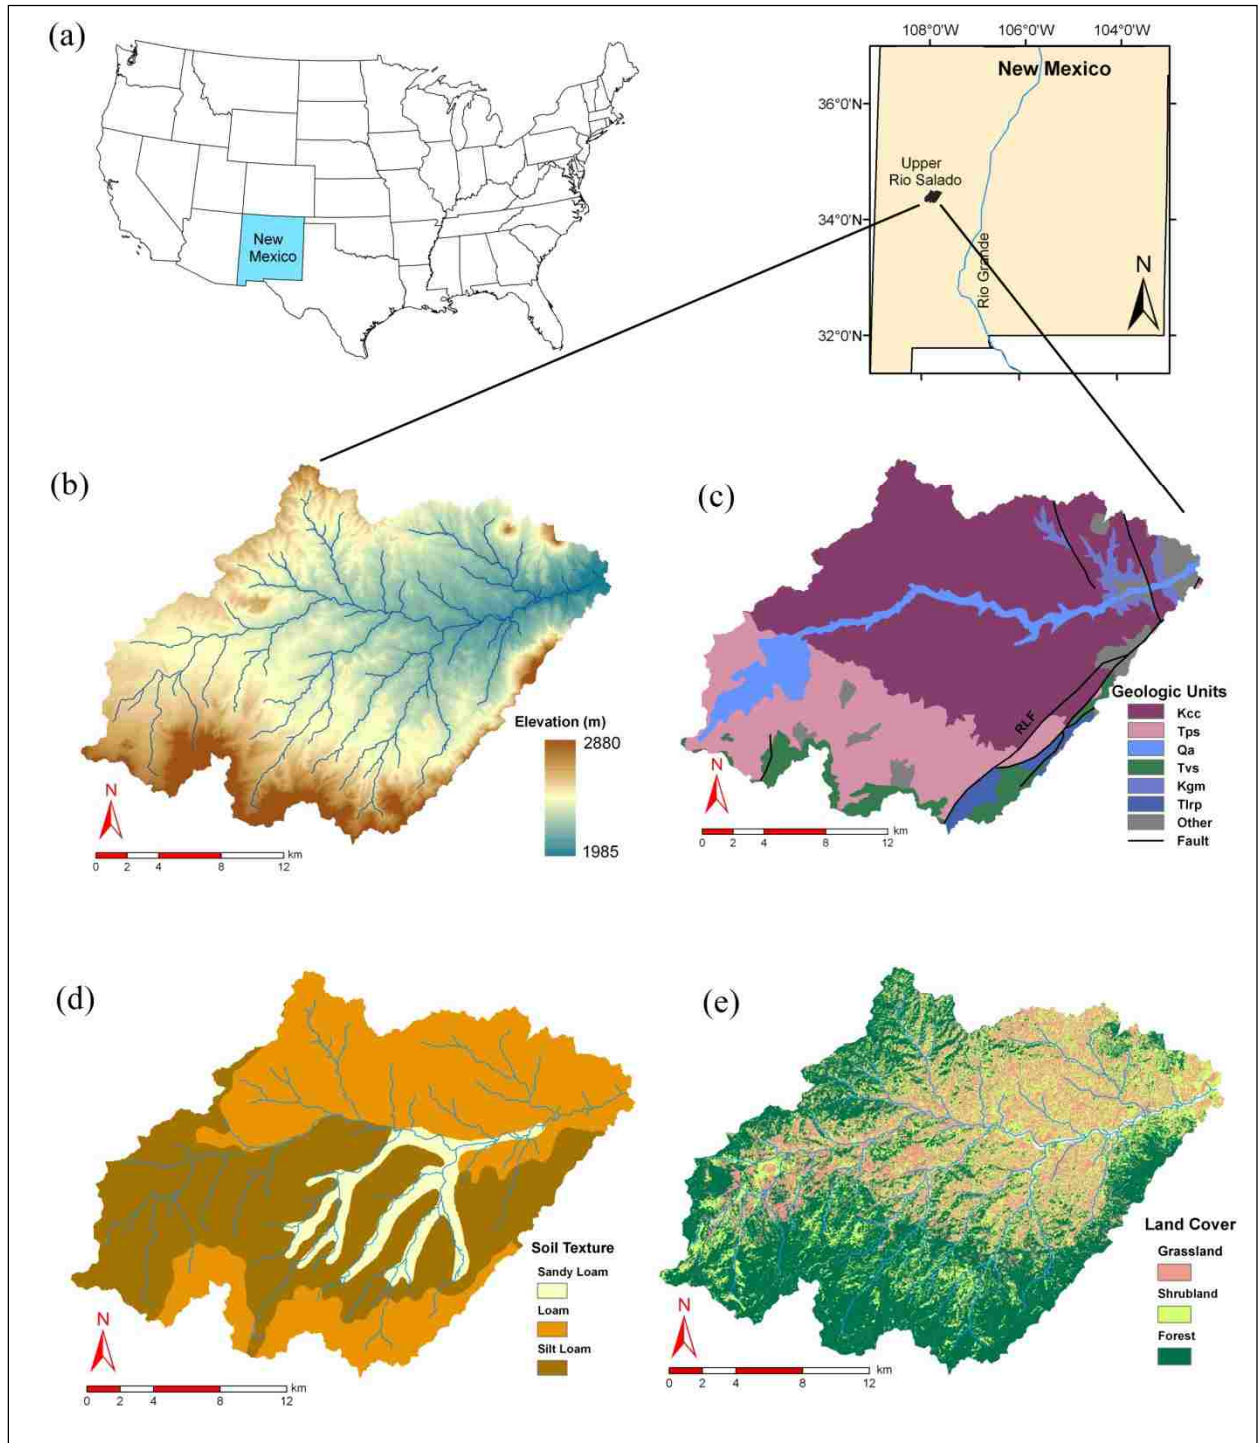 (a)
New
Mexico
108°0'W 106°0'W 104°0'W
New Mexico
36°0'N
34°0'N
32°0'N
Upper
Rio Salado
Rio Grande
N
(b)
Elevation (m)
2880
1985
N
km
0 2 4 8 12
(c)
RLF
Geologic Units
Kcc
Tps
Qa
Tvs
Kgm
Tlrp
Other
Fault
N
km
0 2 4 8 12
(d)
Soil Texture
Sandy Loam
Loam
Silt Loam
N
km
0 2 4 8 12
(e)
Land Cover
Grassland
Shrubland
Forest
N
km
0 2 4 8 12